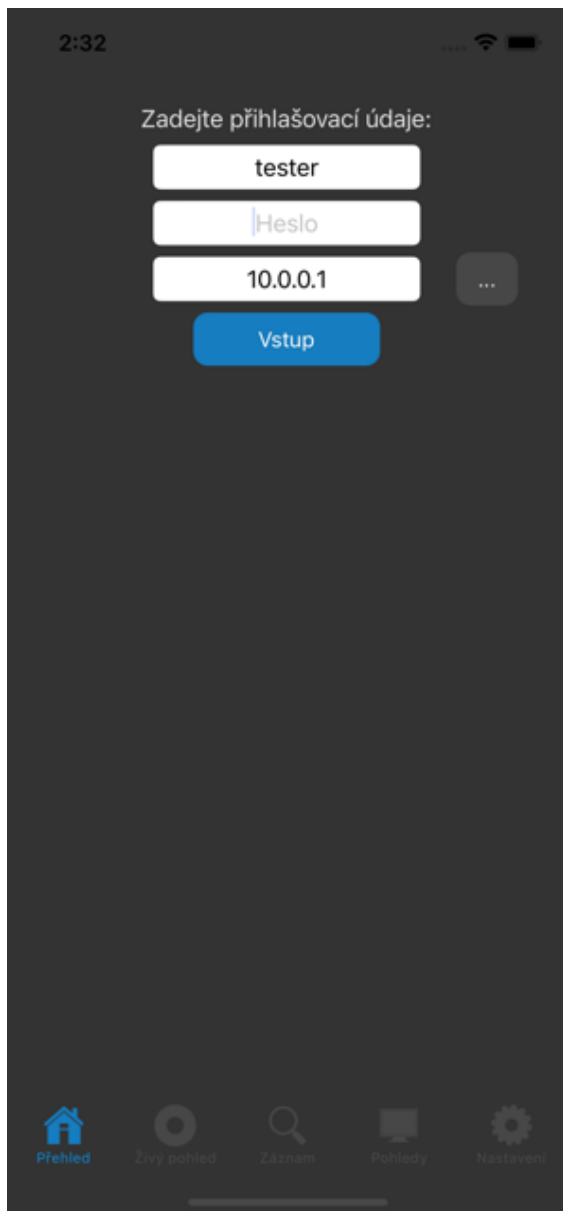 2:32
Zadejte přihlašovací údaje:
tester
Heslo
10.0.0.1
...
Vstup
Přehled Živý pohled Záznam Pohledy Nastavení